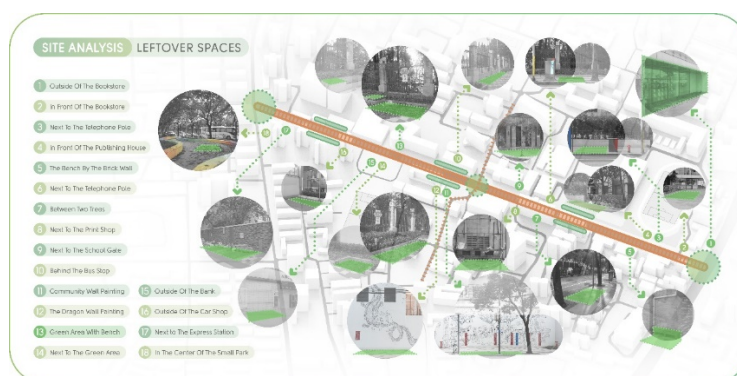 SITE ANALYSIS LEFTOVER SPACES
1 Outside Of The Bookstore
2 In Front Of The Bookstore
3 Next To The Telephone Pole
4 In Front Of The Publishing House
5 The Bench By The Brick Wall
6 Next To The Telephone Pole
7 Between Two Trees
8 Next To The Print Shop
9 Next To The School Gate
10 Behind The Bus Stop
11 Community Wall Painting
12 The Dragon Wall Painting
13 Green Area With Bench
14 Next To The Green Area
15 Outside Of The Bank
16 Outside Of The Car Shop
17 Next to The Express Station
18 In The Center Of The Small Park